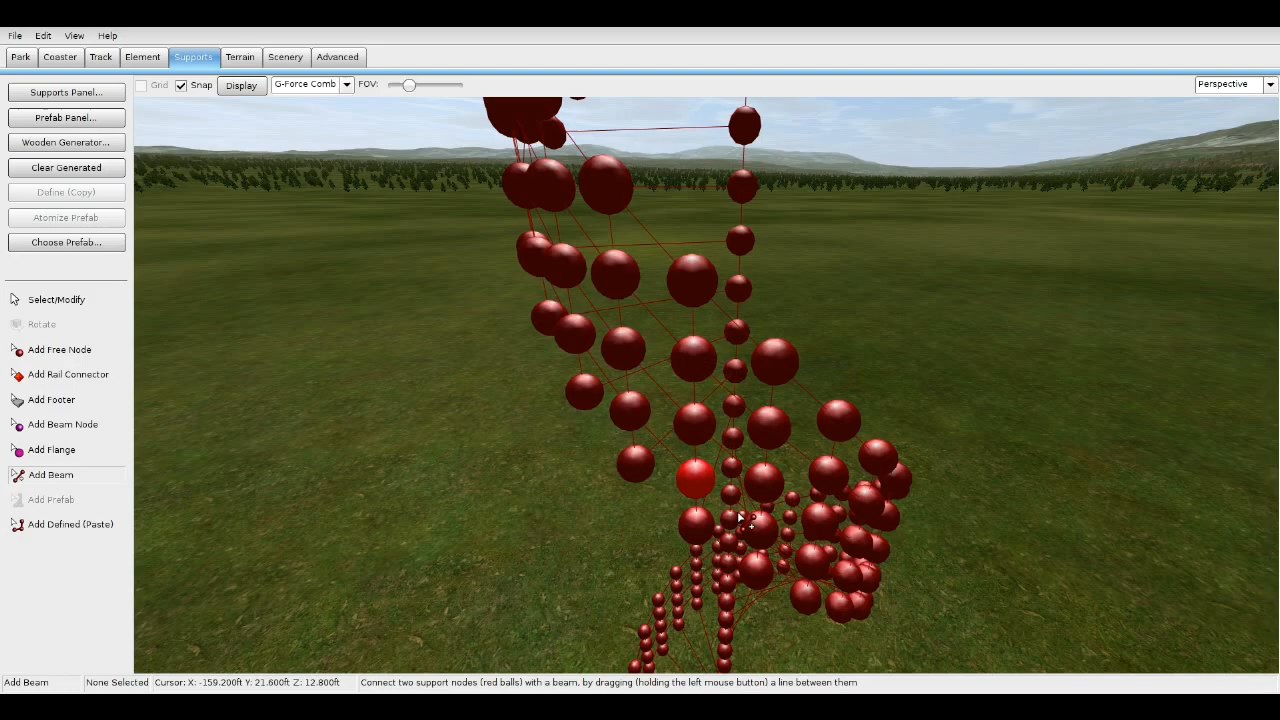 File Edit View Help
Park Coaster Track Element Supports Terrain Scenery Advanced
Supports Panel... Grid Snap Display G-Force Comb FOV: Perspective
Prefab Panel...
Wooden Generator...
Clear Generated
Define (Copy)
Atomize Prefab
Choose Prefab...
Select/Modify
Rotate
Add Free Node
Add Rail Connector
Add Footer
Add Beam Node
Add Flange
Add Beam
Add Prefab
Add Defined (Paste)
Add Beam None Selected Cursor: X: -159.200ft Y: 21.600ft Z: 12.800ft Connect two support nodes (red balls) with a beam, by dragging (holding the left mouse button) a line between them